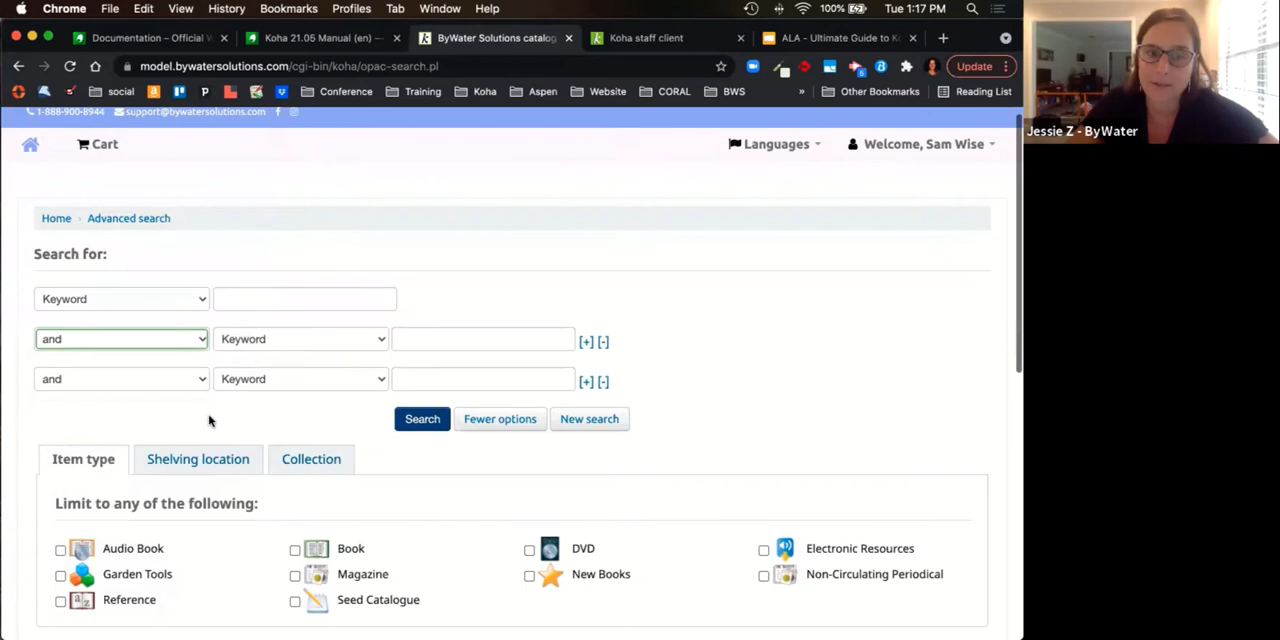 Chrome File Edit View History Bookmarks Profiles Tab Window Help 100% Tue 1:17 PM
Documentation – Official W × Koha 21.05 Manual (en) — × ByWater Solutions catalog × Koha staff client × ALA - Ultimate Guide to Ko ×
model.bywatersolutions.com/cgi-bin/koha/opac-search.pl Update
social Conference Training Koha Aspen Website CORAL BWS » Other Bookmarks Reading List
1-888-900-8944 support@bywatersolutions.com
Jessie Z - ByWater
Cart Languages Welcome, Sam Wise
Home › Advanced search
Search for:
Keyword
and Keyword [+] [-]
and Keyword [+] [-]
Search Fewer options New search
Item type Shelving location Collection
Limit to any of the following:
Audio Book Book DVD Electronic Resources
Garden Tools Magazine New Books Non-Circulating Periodical
Reference Seed Catalogue